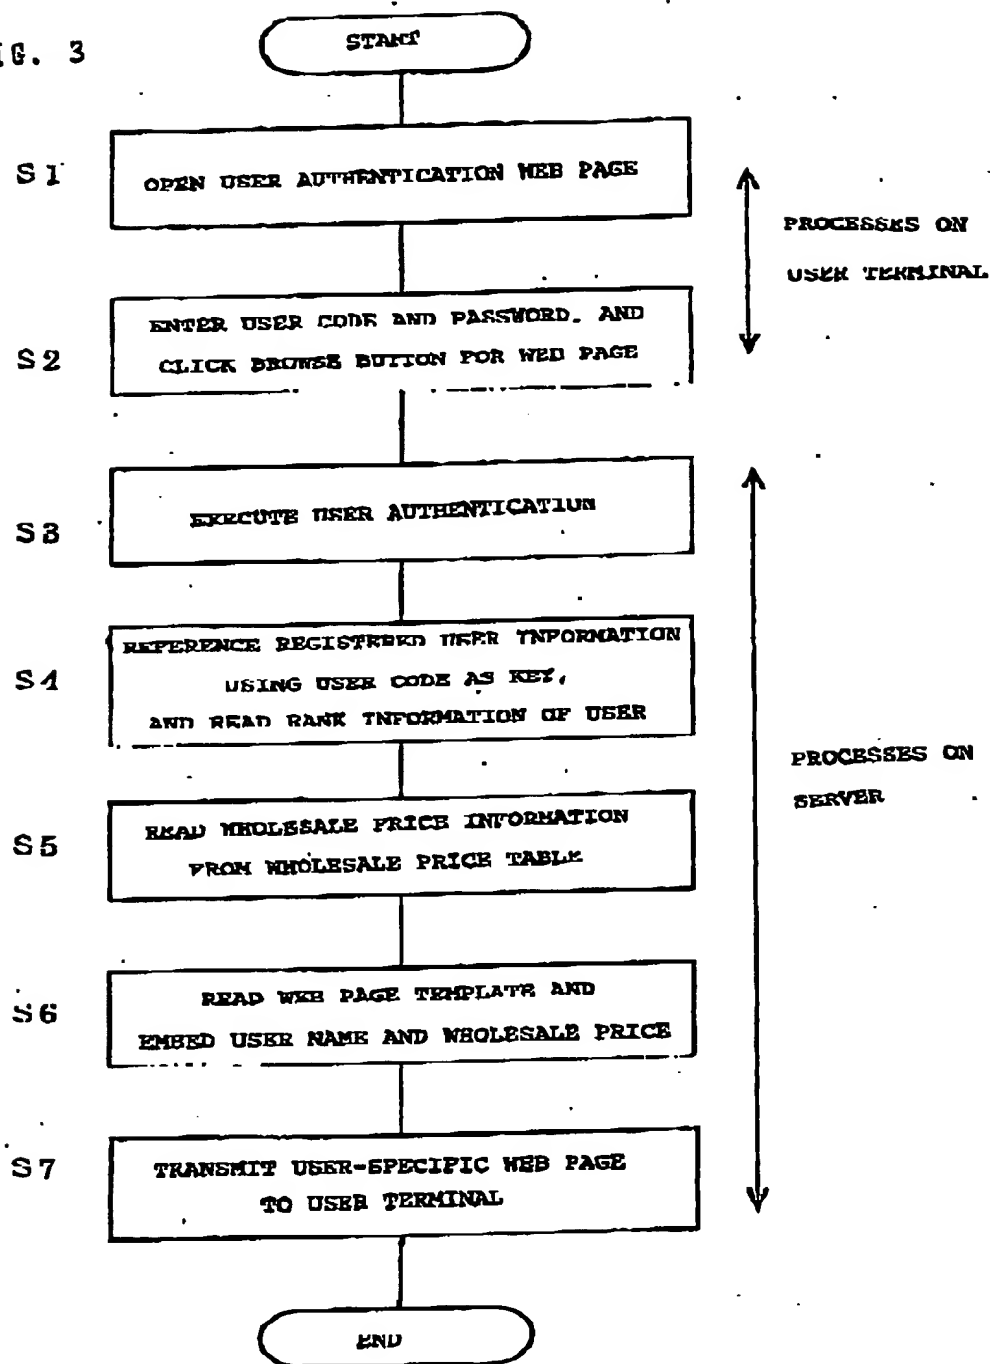 IG. 3
START
S1
OPEN USER AUTHENTICATION WEB PAGE
PROCESSES ON
USER TERMINAL
S2
ENTER USER CODE AND PASSWORD. AND
CLICK BROWSE BUTTON FOR WEB PAGE
S3
EXECUTE USER AUTHENTICATION
S4
REFERENCE REGISTERED USER INFORMATION
USING USER CODE AS KEY,
AND READ RANK INFORMATION OF USER
PROCESSES ON
SERVER
S5
READ WHOLESALE PRICE INFORMATION
FROM WHOLESALE PRICE TABLE
S6
READ WEB PAGE TEMPLATE AND
EMBED USER NAME AND WHOLESALE PRICE
S7
TRANSMIT USER-SPECIFIC WEB PAGE
TO USER TERMINAL
END